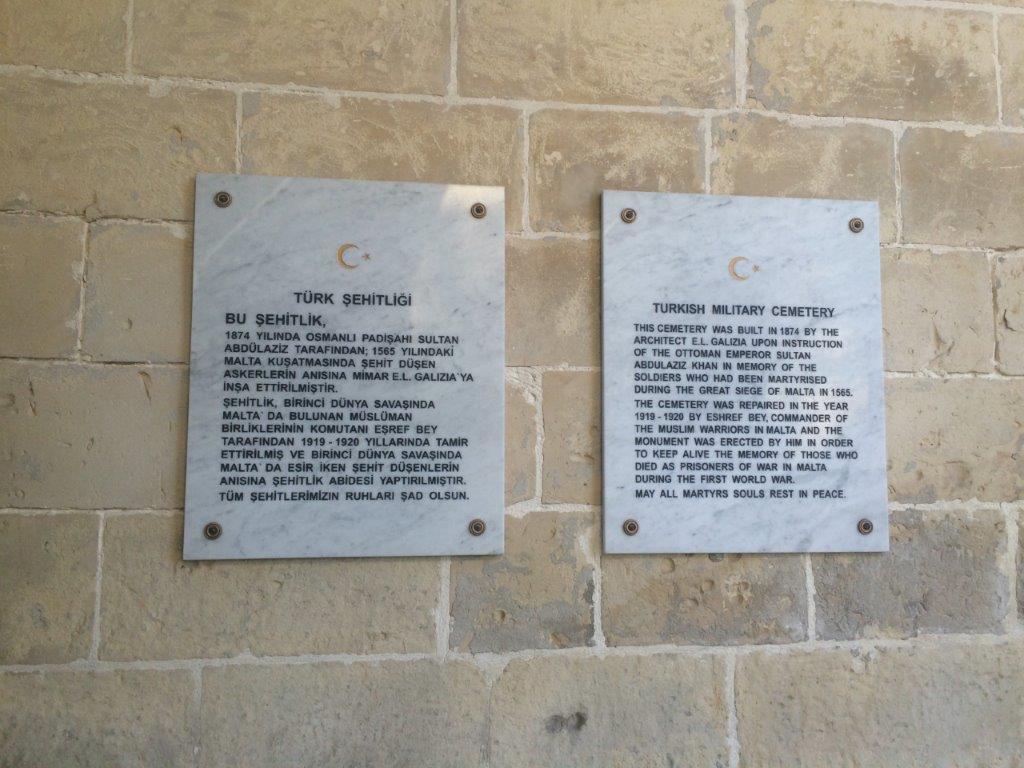 TÜRK ŞEHİTLİĞİ
BU ŞEHİTLİK,
1874 YILINDA OSMANLI PADİŞAHI SULTAN
ABDÜLAZİZ TARAFINDAN; 1565 YILINDAKİ
MALTA KUŞATMASINDA ŞEHİT DÜŞEN
ASKERLERİN ANISINA MİMAR E.L. GALIZIA`YA
İNŞA ETTİRİLMİŞTİR.
ŞEHİTLİK, BİRİNCİ DÜNYA SAVAŞINDA
MALTA`DA BULUNAN MÜSLÜMAN
BİRLİKLERİNİN KOMUTANI EŞREF BEY
TARAFINDAN 1919 - 1920 YILLARINDA TAMİR
ETTİRİLMİŞ VE BİRİNCİ DÜNYA SAVAŞINDA
MALTA`DA ESİR İKEN ŞEHİT DÜŞENLERİN
ANISINA ŞEHİTLİK ABİDESİ YAPTIRILMIŞTIR.
TÜM ŞEHİTLERİMİZIN RUHLARI ŞAD OLSUN.
TURKISH MILITARY CEMETERY
THIS CEMETERY WAS BUILT IN 1874 BY THE
ARCHITECT E.L. GALIZIA UPON INSTRUCTION
OF THE OTTOMAN EMPEROR SULTAN
ABDULAZIZ KHAN IN MEMORY OF THE
SOLDIERS WHO HAD BEEN MARTYRISED
DURING THE GREAT SIEGE OF MALTA IN 1565.
THE CEMETERY WAS REPAIRED IN THE YEAR
1919 - 1920 BY ESHREF BEY, COMMANDER OF
THE MUSLIM WARRIORS IN MALTA AND THE
MONUMENT WAS ERECTED BY HIM IN ORDER
TO KEEP ALIVE THE MEMORY OF THOSE WHO
DIED AS PRISONERS OF WAR IN MALTA
DURING THE FIRST WORLD WAR.
MAY ALL MARTYRS SOULS REST IN PEACE.